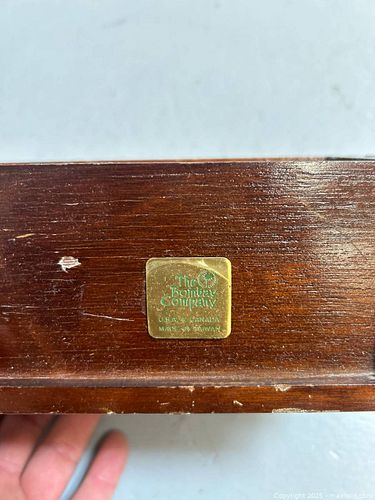 The
Bombay
Company
U.S.A. & CANADA
MADE IN TAIWAN